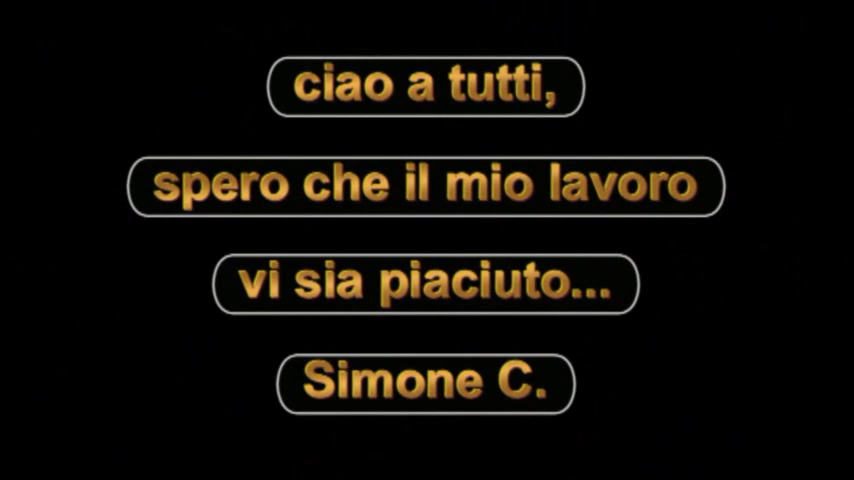 ciao a tutti,
spero che il mio lavoro
vi sia piaciuto...
Simone C.